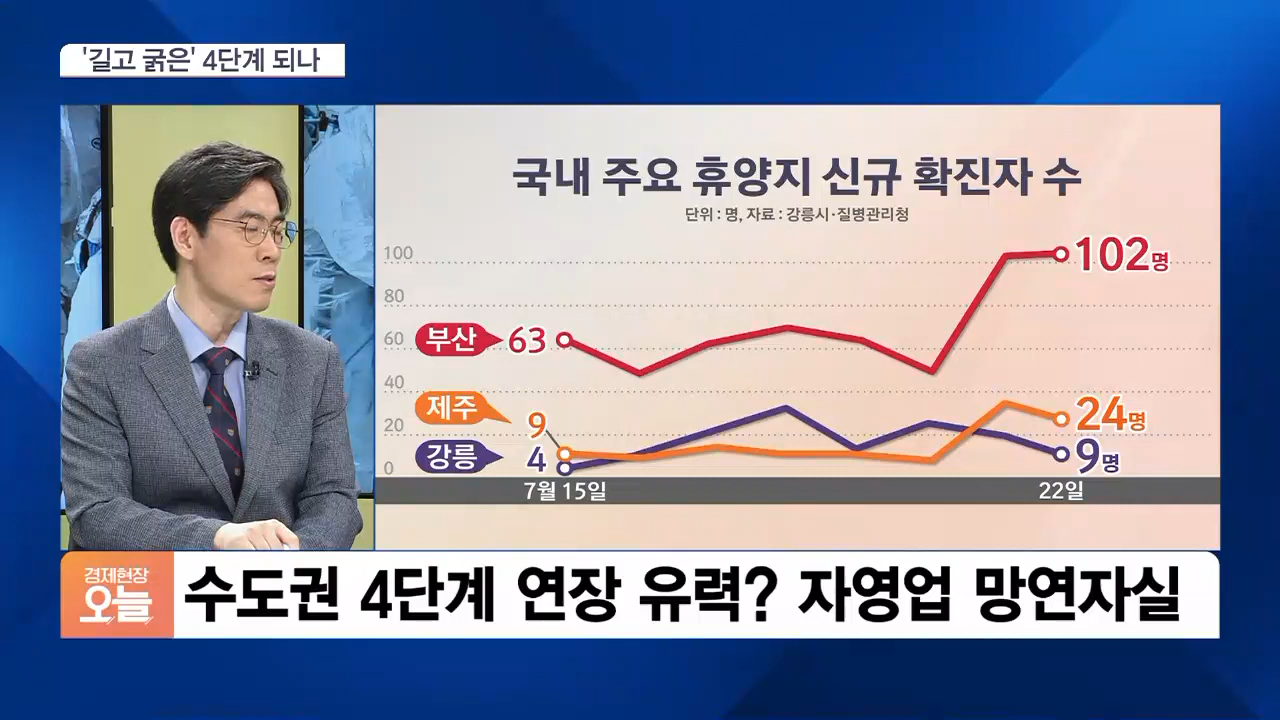 '길고 굵은' 4단계 되나
국내 주요 휴양지 신규 확진자 수
단위 : 명, 자료 : 강릉시·질병관리청
100
80
60
40
20
0
부산 63
102명
제주 9
24명
강릉 4
9명
7월 15일
22일
경제현장
오늘
수도권 4단계 연장 유력? 자영업 망연자실